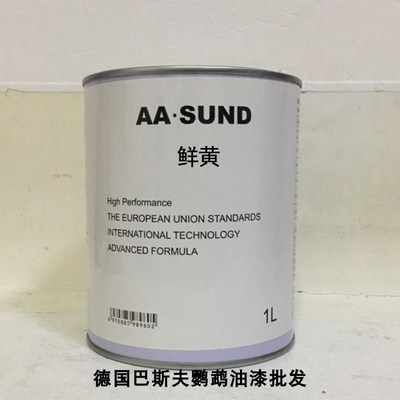 AA·SUND
鲜黄
High Performance
THE EUROPEAN UNION STANDARDS
INTERNATIONAL TECHNOLOGY
ADVANCED FORMULA
1L
德国巴斯夫鹦鹉油漆批发